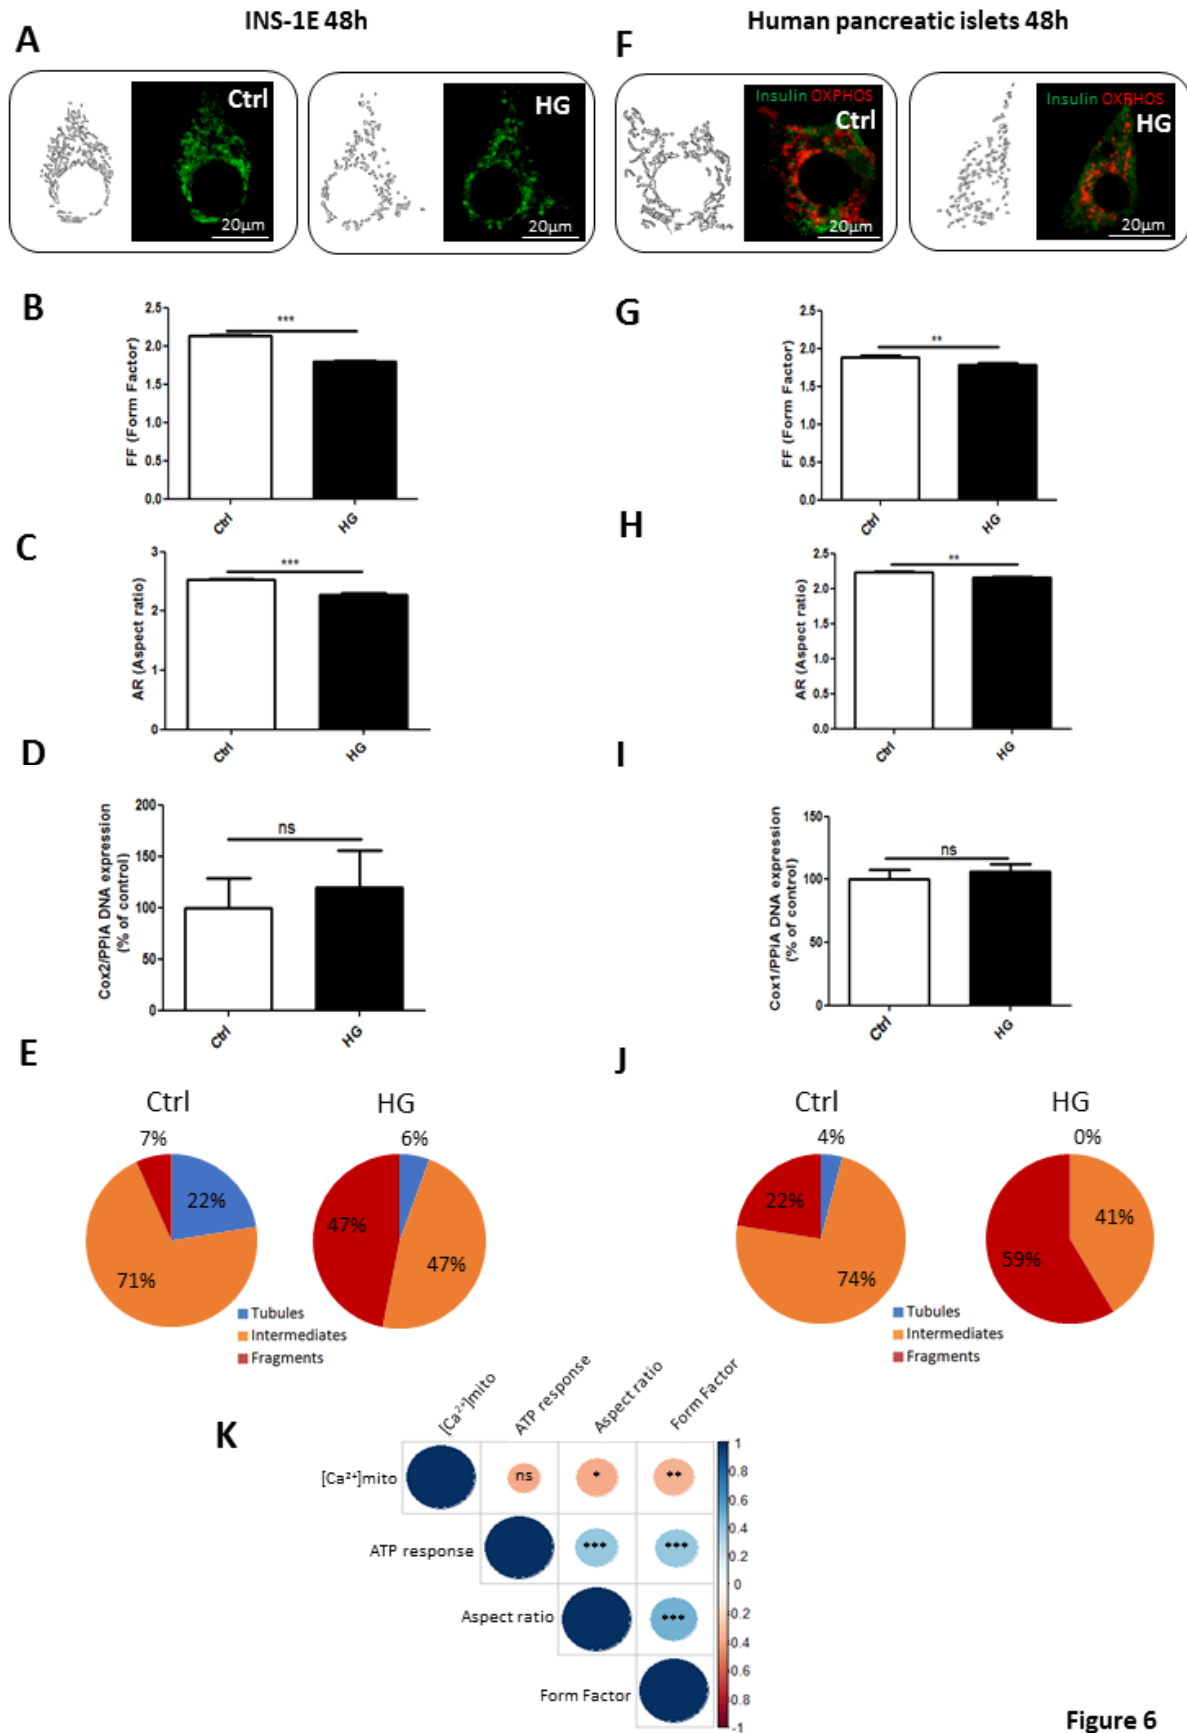 INS-1E 48h
Human pancreatic islets 48h
A
Ctrl
20µm
HG
20µm
F
Insulin OXPHOS
Ctrl
20µm
Insulin OXPHOS
HG
20µm
B
FF (Form Factor)
2.5
2.0
1.5
1.0
0.5
0.0
***
Ctrl
HG
G
FF (Form Factor)
2.5
2.0
1.5
1.0
0.5
0.0
**
Ctrl
HG
C
AR (Aspect ratio)
3
2
1
0
***
Ctrl
HG
H
AR (Aspect ratio)
2.5
2.0
1.5
1.0
0.5
0.0
**
Ctrl
HG
D
Cox2/PPiA DNA expression
(% of control)
200
150
100
50
0
ns
Ctrl
HG
I
Cox1/PPiA DNA expression
(% of control)
150
100
50
0
ns
Ctrl
HG
E
Ctrl
7%
22%
71%
HG
6%
47%
47%
Tubules
Intermediates
Fragments
J
Ctrl
4%
22%
74%
HG
0%
41%
59%
Tubules
Intermediates
Fragments
K
[Ca²⁺]mito
ATP response
Aspect ratio
Form Factor
[Ca²⁺]mito
ns
*
**
ATP response
***
***
Aspect ratio
***
Form Factor
1
0.8
0.6
0.4
0.2
0
-0.2
-0.4
-0.6
-0.8
-1
Figure 6